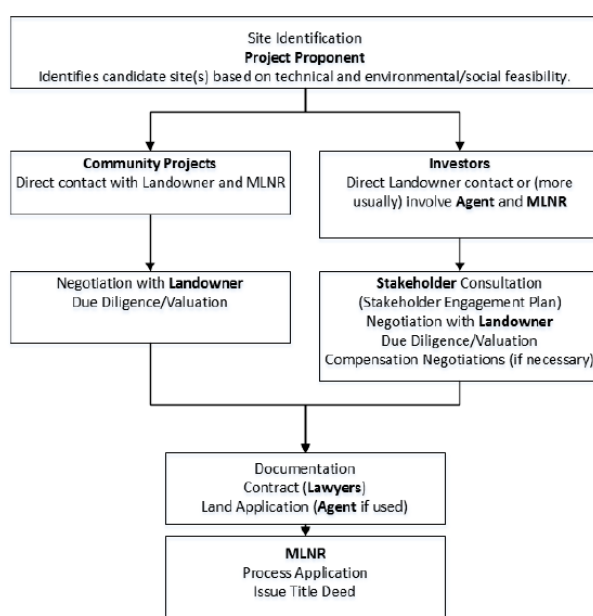 Site Identification
Project Proponent
Identifies candidate site(s) based on technical and environmental/social feasibility.
Community Projects
Direct contact with Landowner and MLNR
Investors
Direct Landowner contact or (more
usually) involve Agent and MLNR
Negotiation with Landowner
Due Diligence/Valuation
Stakeholder Consultation
(Stakeholder Engagement Plan)
Negotiation with Landowner
Due Diligence/Valuation
Compensation Negotiations (if necessary)
Documentation
Contract (Lawyers)
Land Application (Agent if used)
MLNR
Process Application
Issue Title Deed